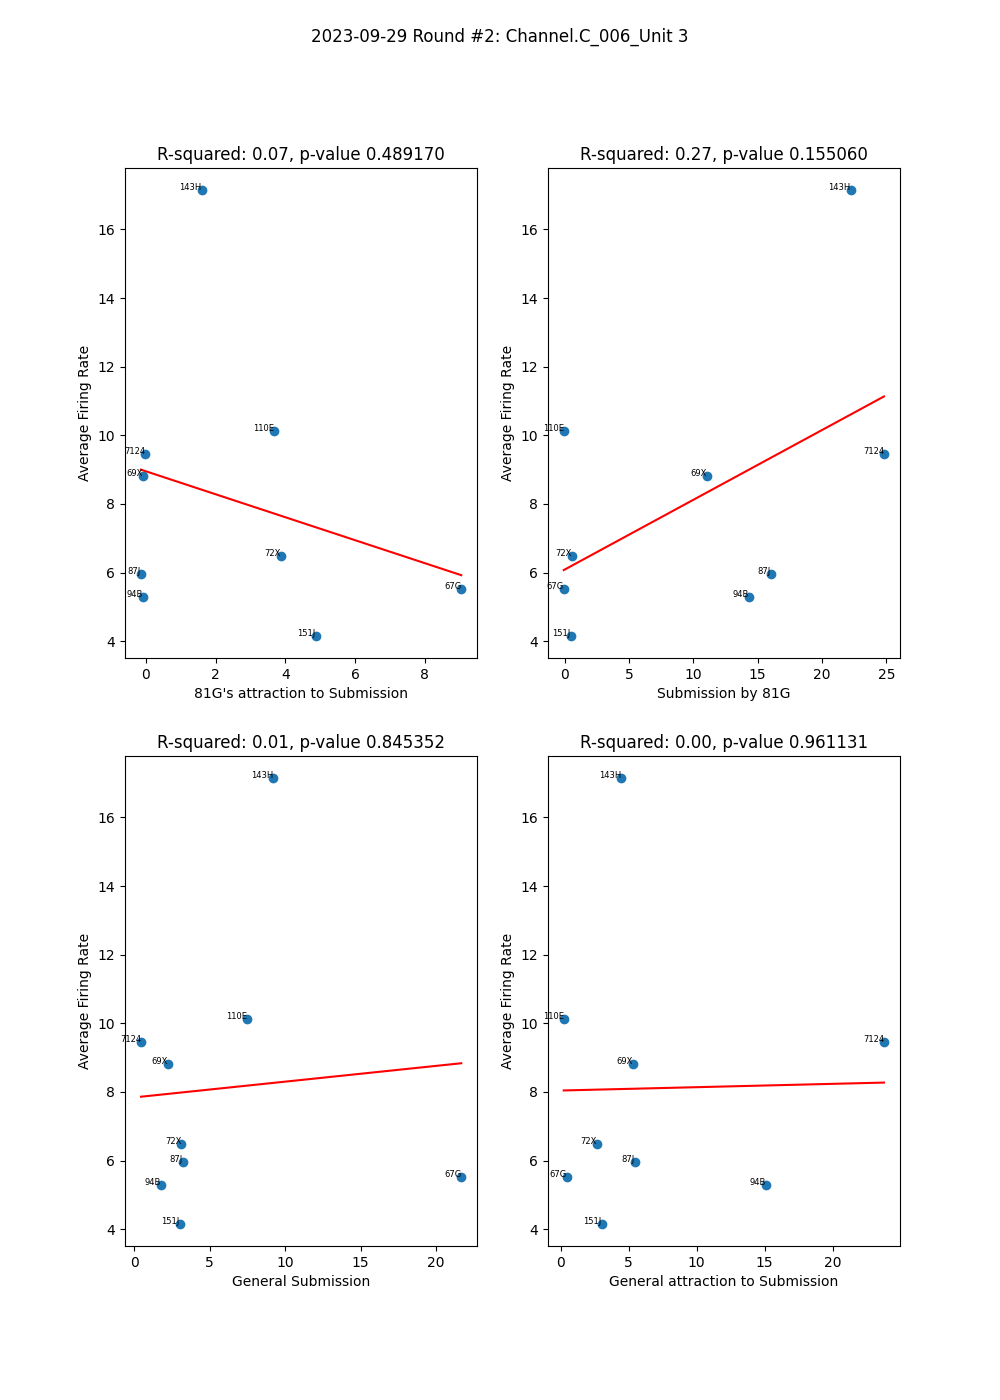 2023-09-29 Round #2: Channel.C_006_Unit 3
R-squared: 0.07, p-value 0.489170
Average Firing Rate
16
14
12
10
8
6
4
143H
110E
7124
69X
72X
87J
67G
94B
151J
0 2 4 6 8
81G's attraction to Submission
R-squared: 0.27, p-value 0.155060
Average Firing Rate
16
14
12
10
8
6
4
143H
110E
7124
69X
72X
87J
67G
94B
151J
0 5 10 15 20 25
Submission by 81G
R-squared: 0.01, p-value 0.845352
Average Firing Rate
16
14
12
10
8
6
4
143H
110E
7124
69X
72X
87J
67G
94B
151J
0 5 10 15 20
General Submission
R-squared: 0.00, p-value 0.961131
Average Firing Rate
16
14
12
10
8
6
4
143H
110E
7124
69X
72X
87J
67G
94B
151J
0 5 10 15 20
General attraction to Submission